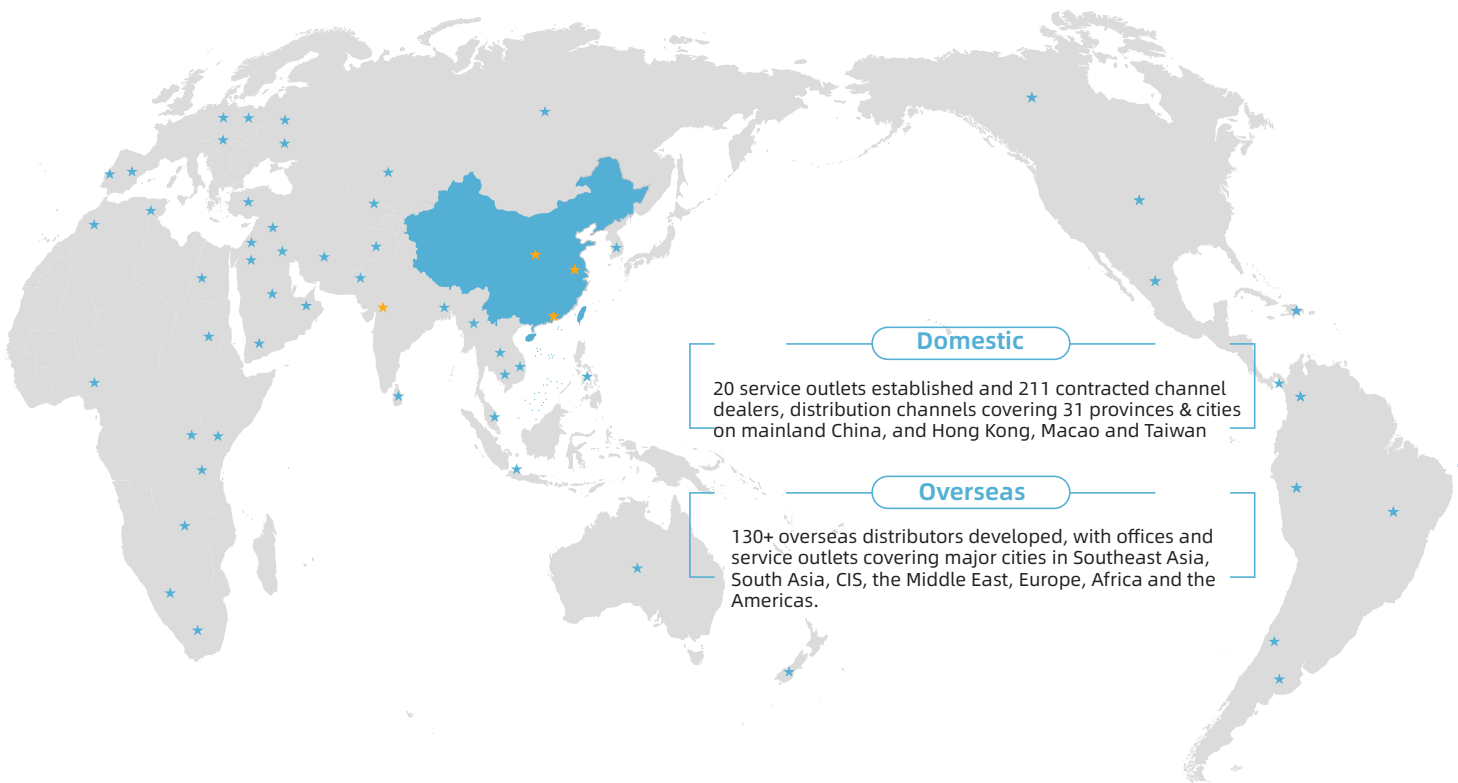 Domestic
20 service outlets established and 211 contracted channel
dealers, distribution channels covering 31 provinces & cities
on mainland China, and Hong Kong, Macao and Taiwan
Overseas
130+ overseas distributors developed, with offices and
service outlets covering major cities in Southeast Asia,
South Asia, CIS, the Middle East, Europe, Africa and the
Americas.